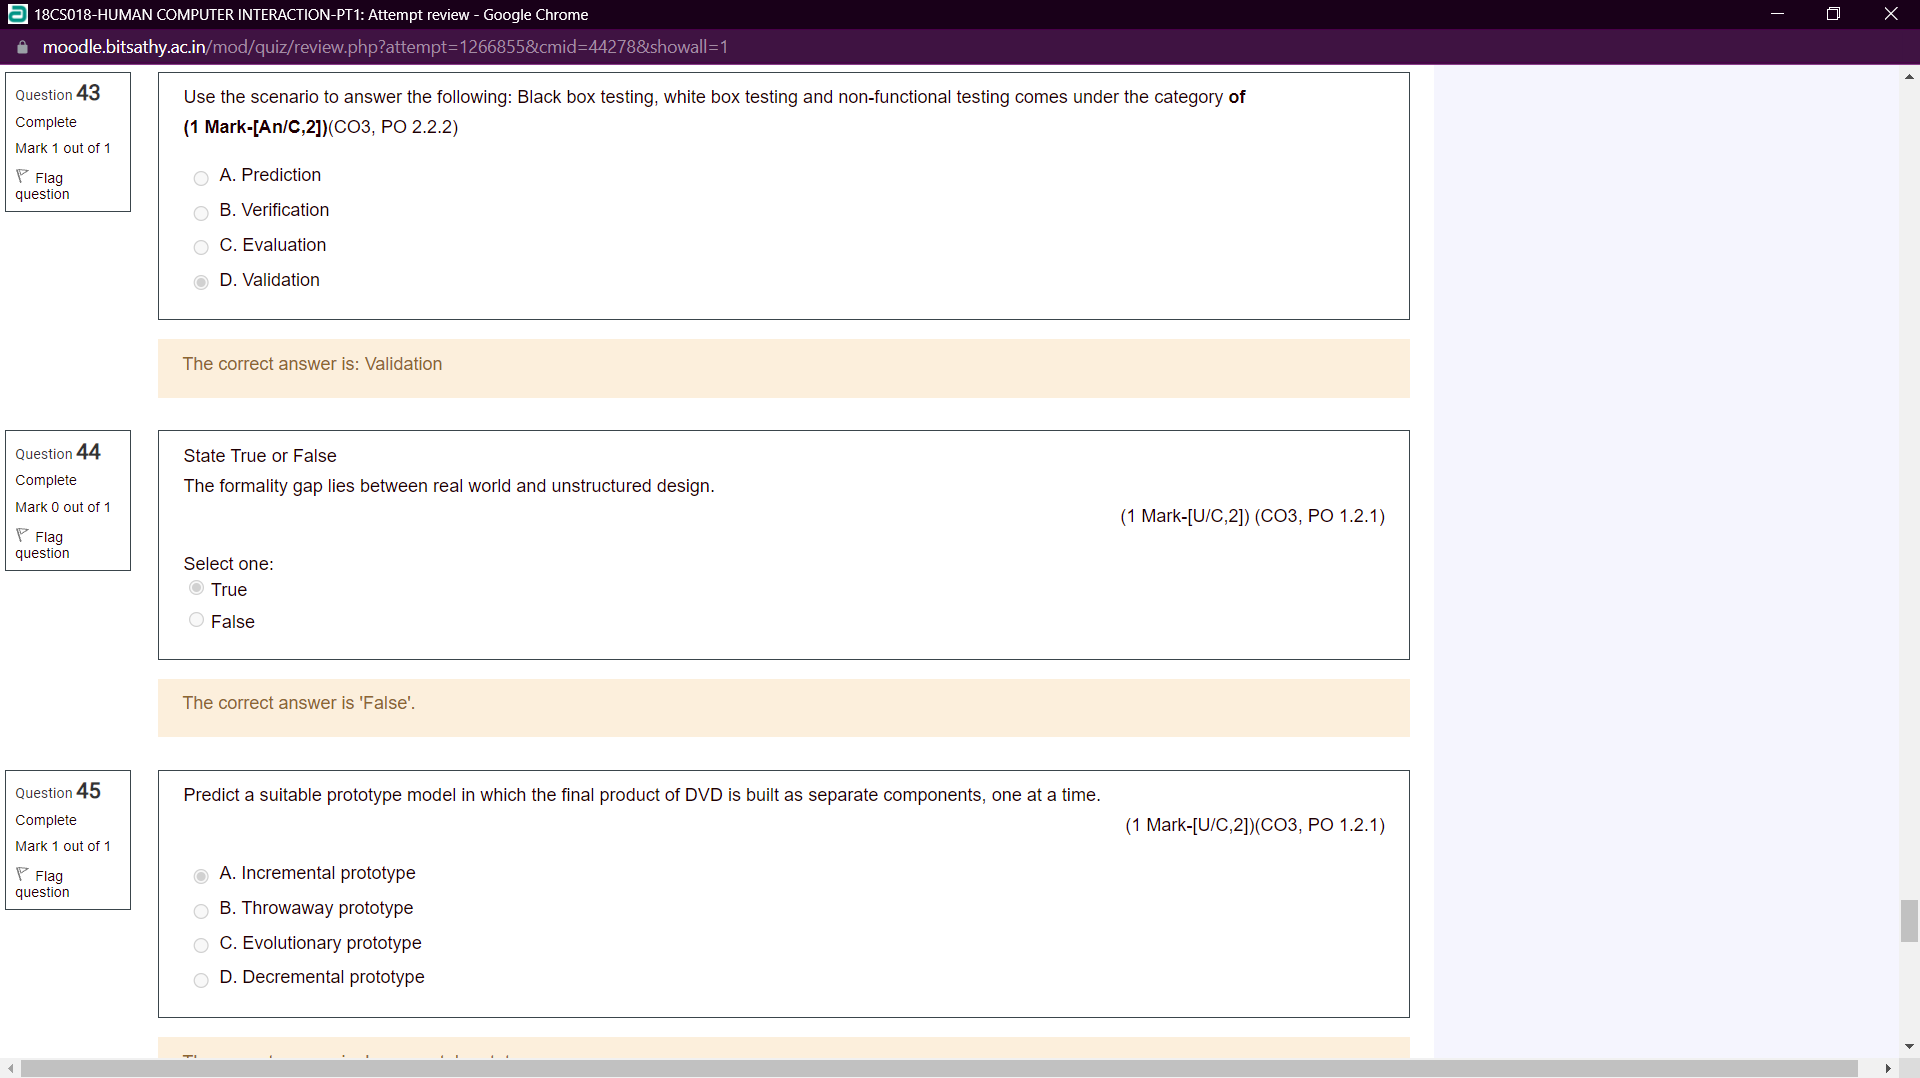 18CS018-HUMAN COMPUTER INTERACTION-PT1: Attempt review - Google Chrome
moodle.bitsathy.ac.in/mod/quiz/review.php?attempt=1266855&cmid=44278&showall=1
Question 43
Complete
Mark 1 out of 1
Flag
question
Use the scenario to answer the following: Black box testing, white box testing and non-functional testing comes under the category of
(1 Mark-[An/C,2])(CO3, PO 2.2.2)
A. Prediction
B. Verification
C. Evaluation
D. Validation
The correct answer is: Validation
Question 44
Complete
Mark 0 out of 1
Flag
question
State True or False
The formality gap lies between real world and unstructured design.
(1 Mark-[U/C,2]) (CO3, PO 1.2.1)
Select one:
True
False
The correct answer is 'False'.
Question 45
Complete
Mark 1 out of 1
Flag
question
Predict a suitable prototype model in which the final product of DVD is built as separate components, one at a time.
(1 Mark-[U/C,2])(CO3, PO 1.2.1)
A. Incremental prototype
B. Throwaway prototype
C. Evolutionary prototype
D. Decremental prototype